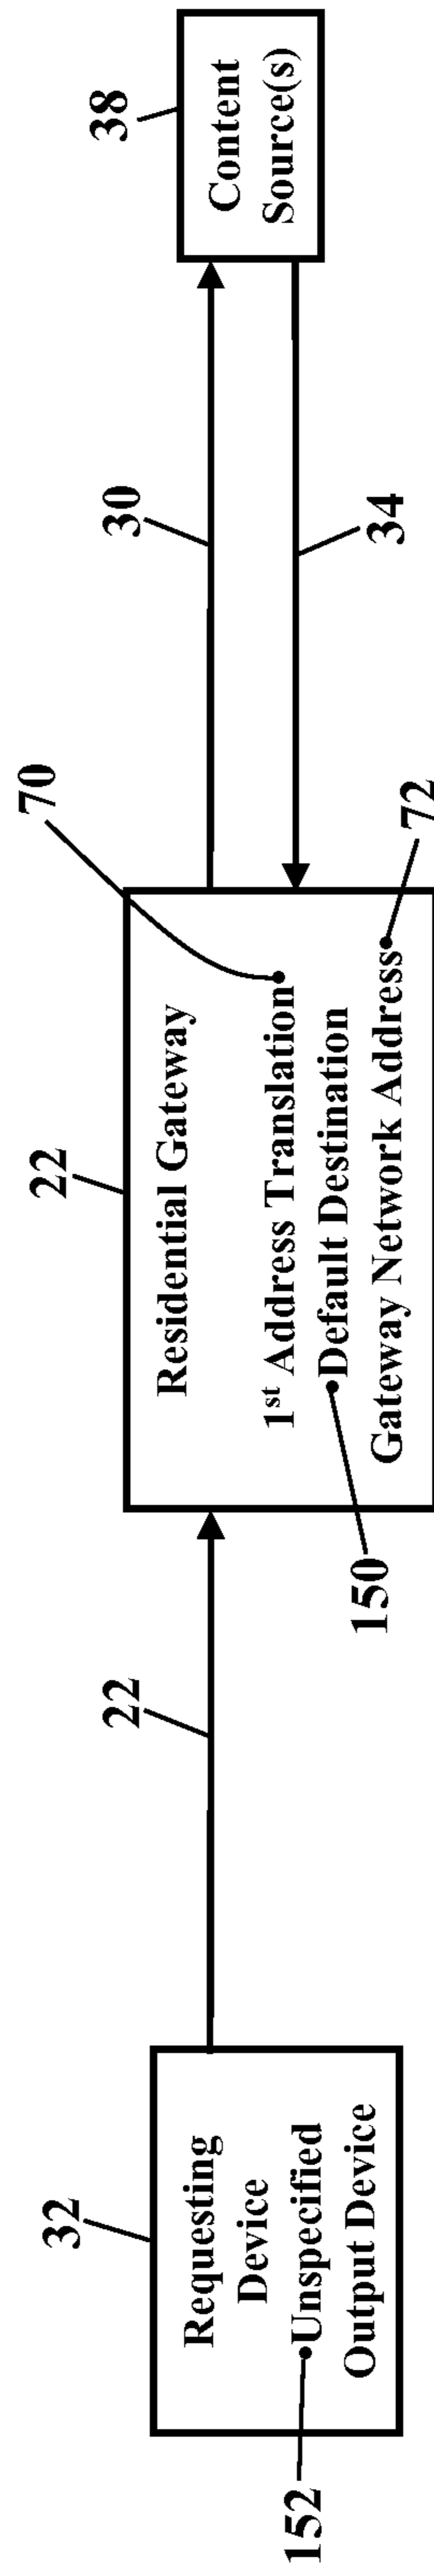 32
Requesting
Device
Unspecified
Output Device
152
22
22
Residential Gateway
1st Address Translation
Default Destination
Gateway Network Address
70
72
150
30
34
38
Content
Source(s)